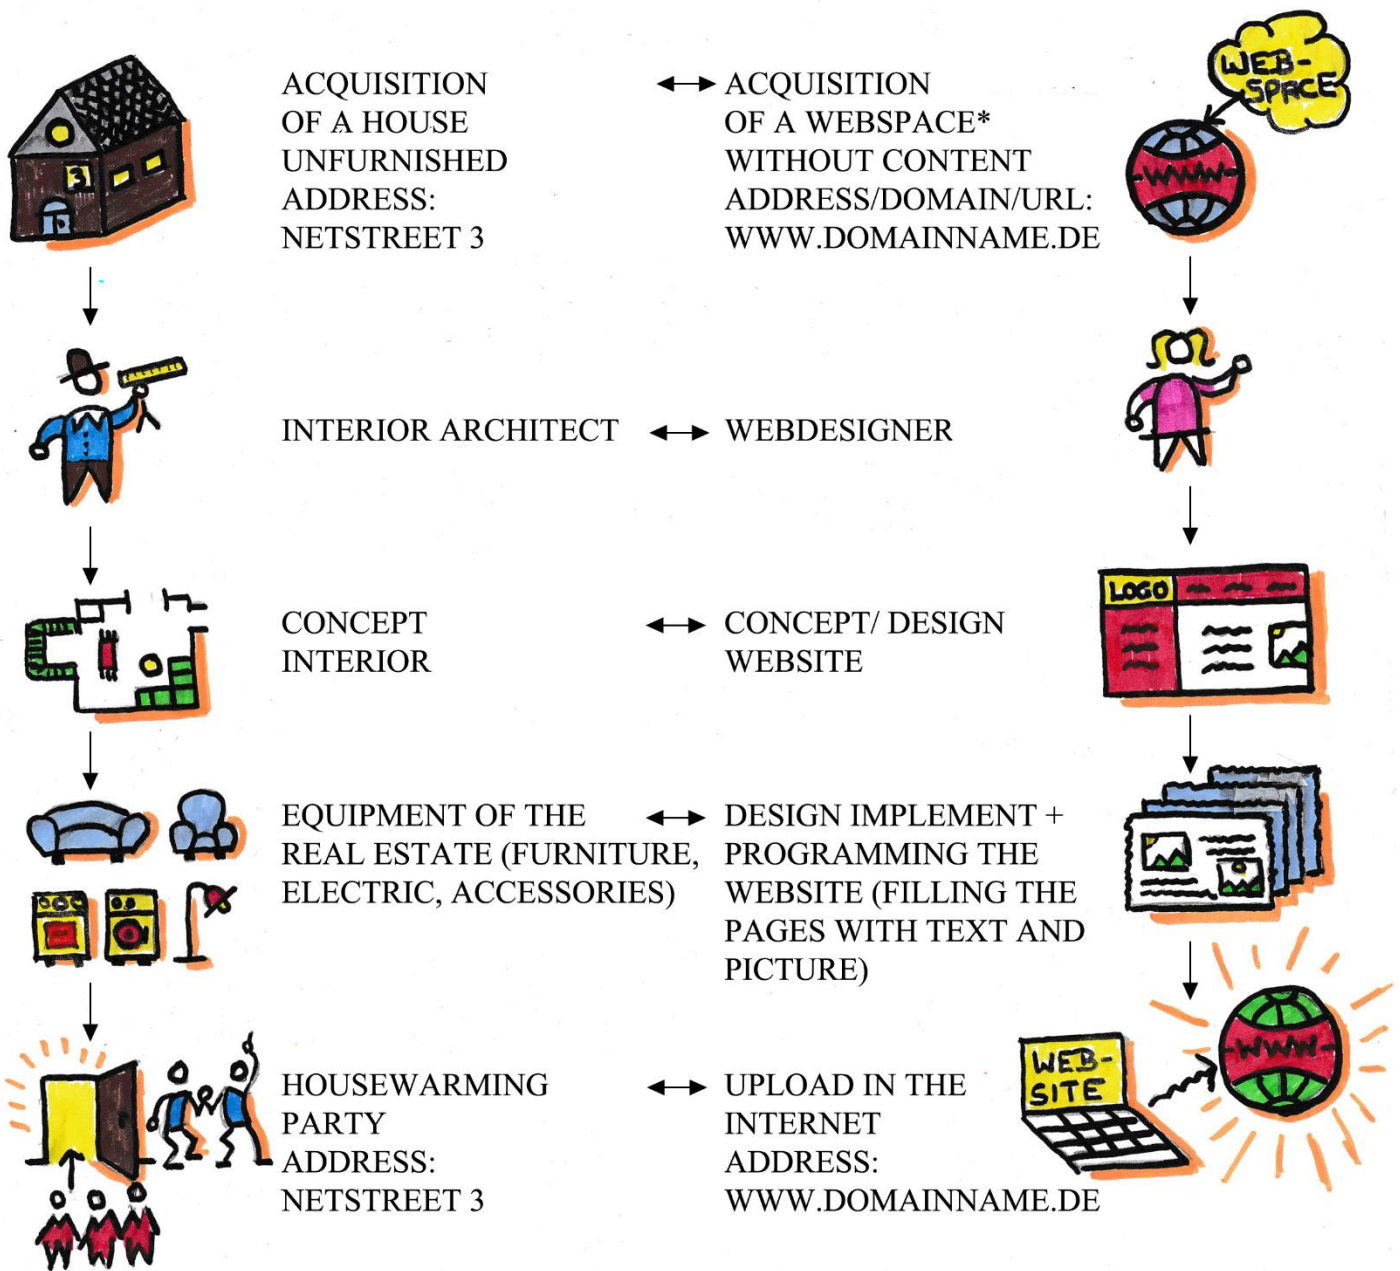 ACQUISITION
OF A HOUSE
UNFURNISHED
ADDRESS:
NETSTREET 3
ACQUISITION
OF A WEBSPACE*
WITHOUT CONTENT
ADDRESS/DOMAIN/URL:
WWW.DOMAINNAME.DE
WEB-
SPACE
3
WWW
INTERIOR ARCHITECT
WEBDESIGNER
CONCEPT
INTERIOR
CONCEPT/ DESIGN
WEBSITE
LOGO
EQUIPMENT OF THE
REAL ESTATE (FURNITURE,
ELECTRIC, ACCESSORIES)
DESIGN IMPLEMENT +
PROGRAMMING THE
WEBSITE (FILLING THE
PAGES WITH TEXT AND
PICTURE)
HOUSEWARMING
PARTY
ADDRESS:
NETSTREET 3
UPLOAD IN THE
INTERNET
ADDRESS:
WWW.DOMAINNAME.DE
WEB-
SITE
WWW